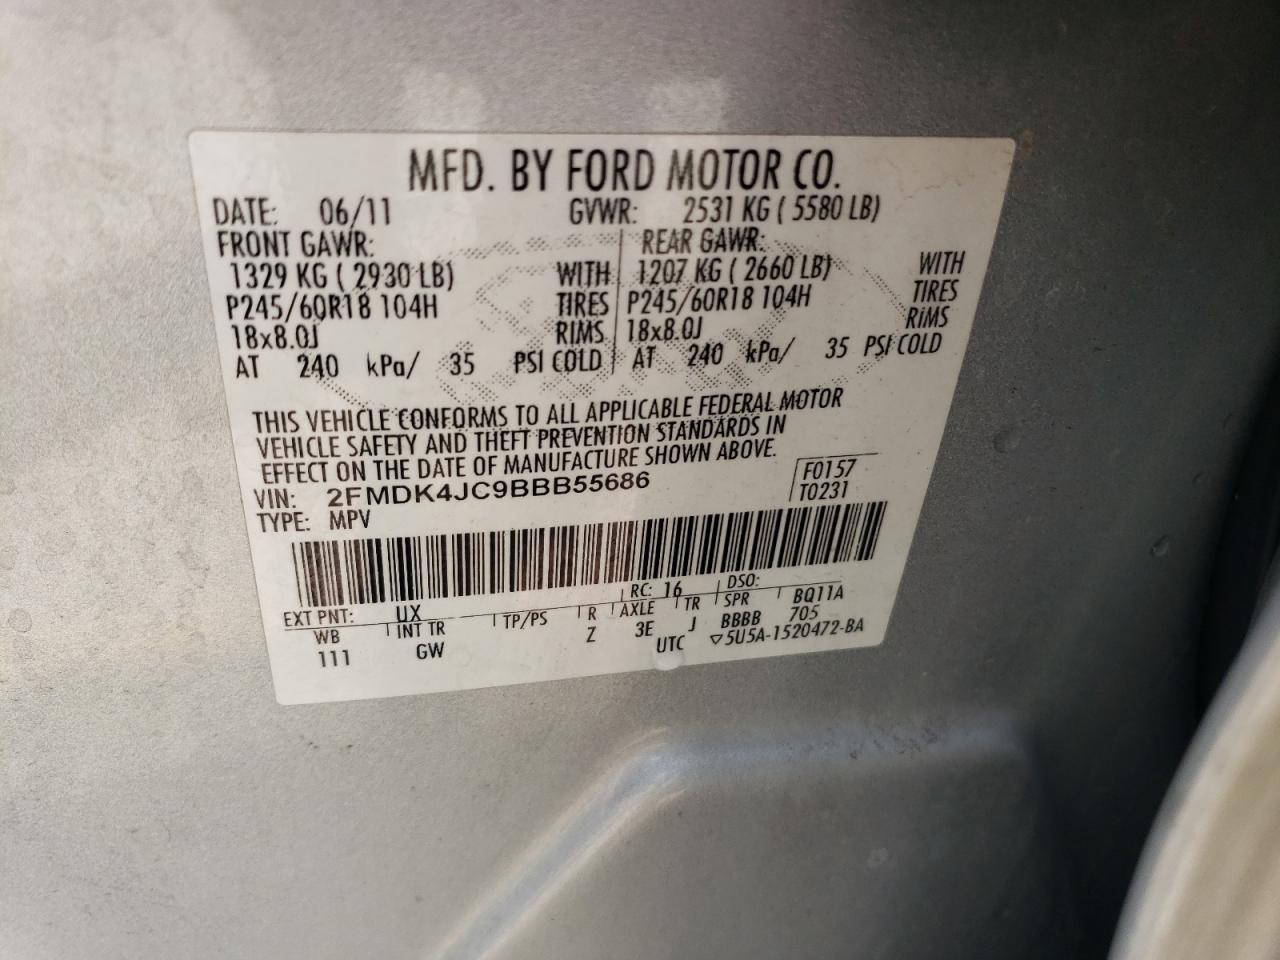 MFD. BY FORD MOTOR CO.
DATE: 06/11 GVWR: 2531 KG ( 5580 LB)
FRONT GAWR: REAR GAWR:
1329 KG ( 2930 LB) WITH 1207 KG ( 2660 LB) WITH
P245/60R18 104H TIRES P245/60R18 104H TIRES
18x8.0J RIMS 18x8.0J RiMS
AT 240 kPa/ 35 PSI COLD AT 240 kPa/ 35 PSI COLD
THIS VEHICLE CONFORMS TO ALL APPLICABLE FEDERAL MOTOR
VEHICLE SAFETY AND THEFT PREVENTION STANDARDS IN
EFFECT ON THE DATE OF MANUFACTURE SHOWN ABOVE.
VIN: 2FMDK4JC9BBB55686 F0157
TYPE: MPV T0231
EXT PNT: UX RC: 16 DSO:
WB INT TR TP/PS R AXLE TR SPR BQ11A
111 GW Z 3E J BBBB 705
UTC ▽5U5A-1520472-BA